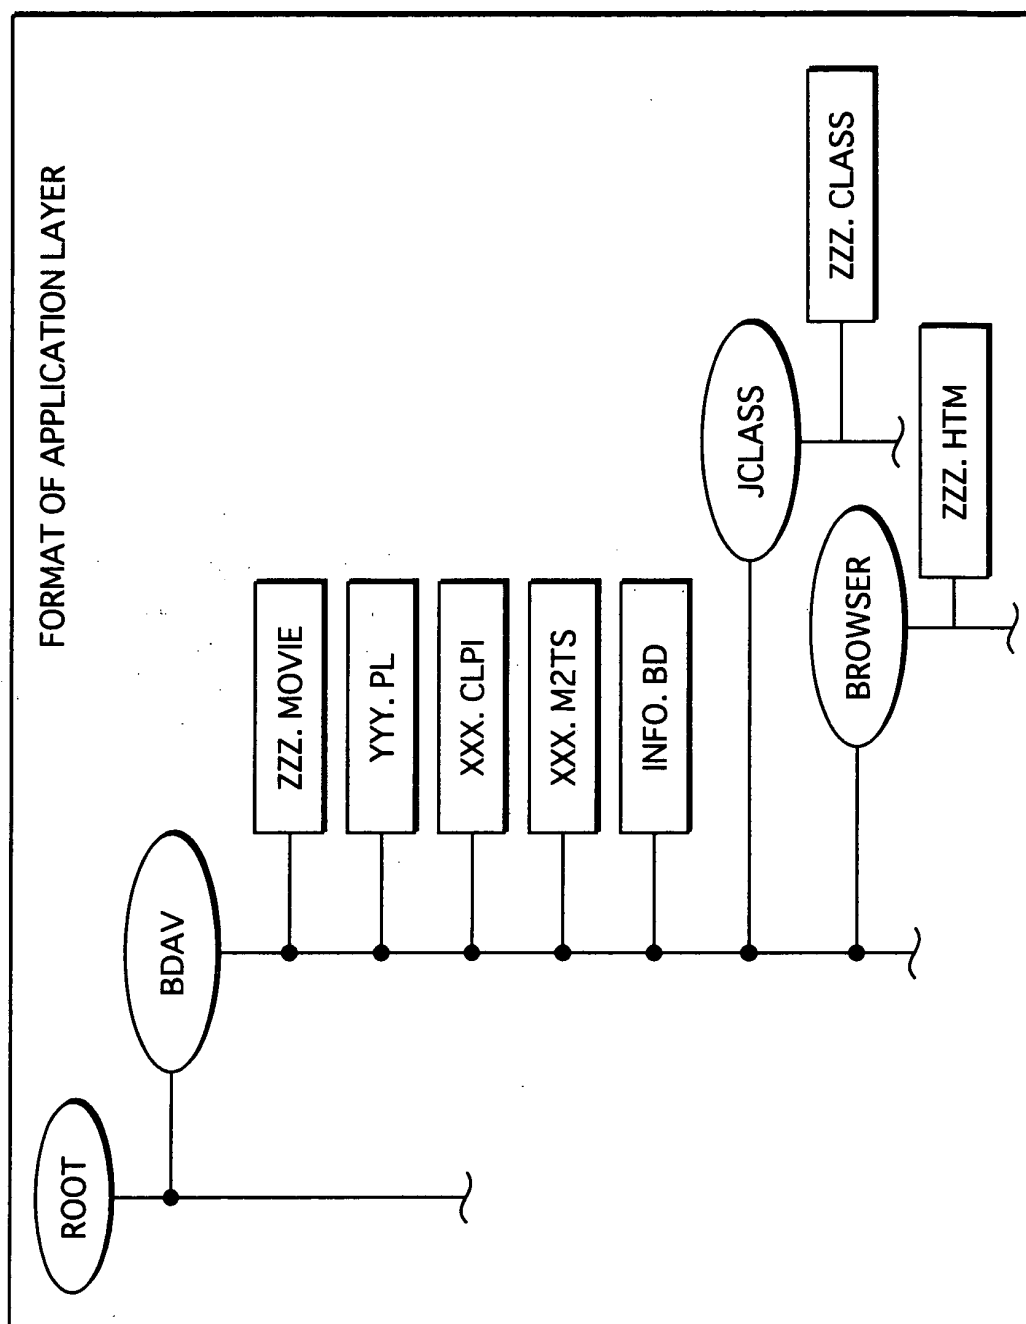 FORMAT OF APPLICATION LAYER
ROOT
BDAV
ZZZ. MOVIE
YYY. PL
XXX. CLPI
XXX. M2TS
INFO. BD
JCLASS
ZZZ. CLASS
BROWSER
ZZZ. HTM